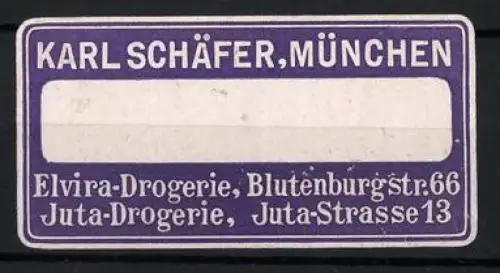 KARL SCHÄFER, MÜNCHEN
Elvira-Drogerie, Blutenburgstr. 66
Juta-Drogerie, Juta-Strasse 13